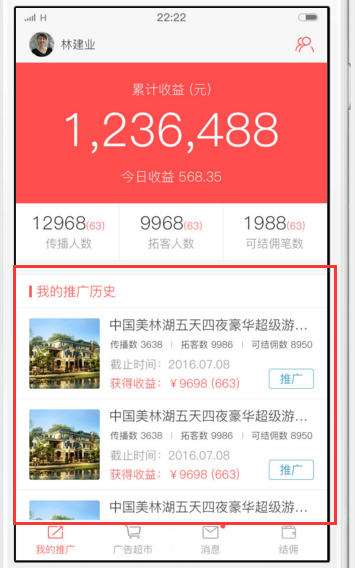 H 22:22
林建业
累计收益 (元)
1,236,488
今日收益 568.35
12968(63) 9968(63) 1988(63)
传播人数 拓客人数 可结佣笔数
我的推广历史
中国美林湖五天四夜豪华超级游...
传播数 3638 | 拓客数 9986 | 可结佣数 8950
截止时间： 2016.07.08
获得收益： ¥9698 (663) 推广
中国美林湖五天四夜豪华超级游...
传播数 3638 | 拓客数 9986 | 可结佣数 8950
截止时间： 2016.07.08
获得收益： ¥9698 (663) 推广
中国美林湖五天四夜豪华超级游...
我的推广 广告超市 消息 结佣